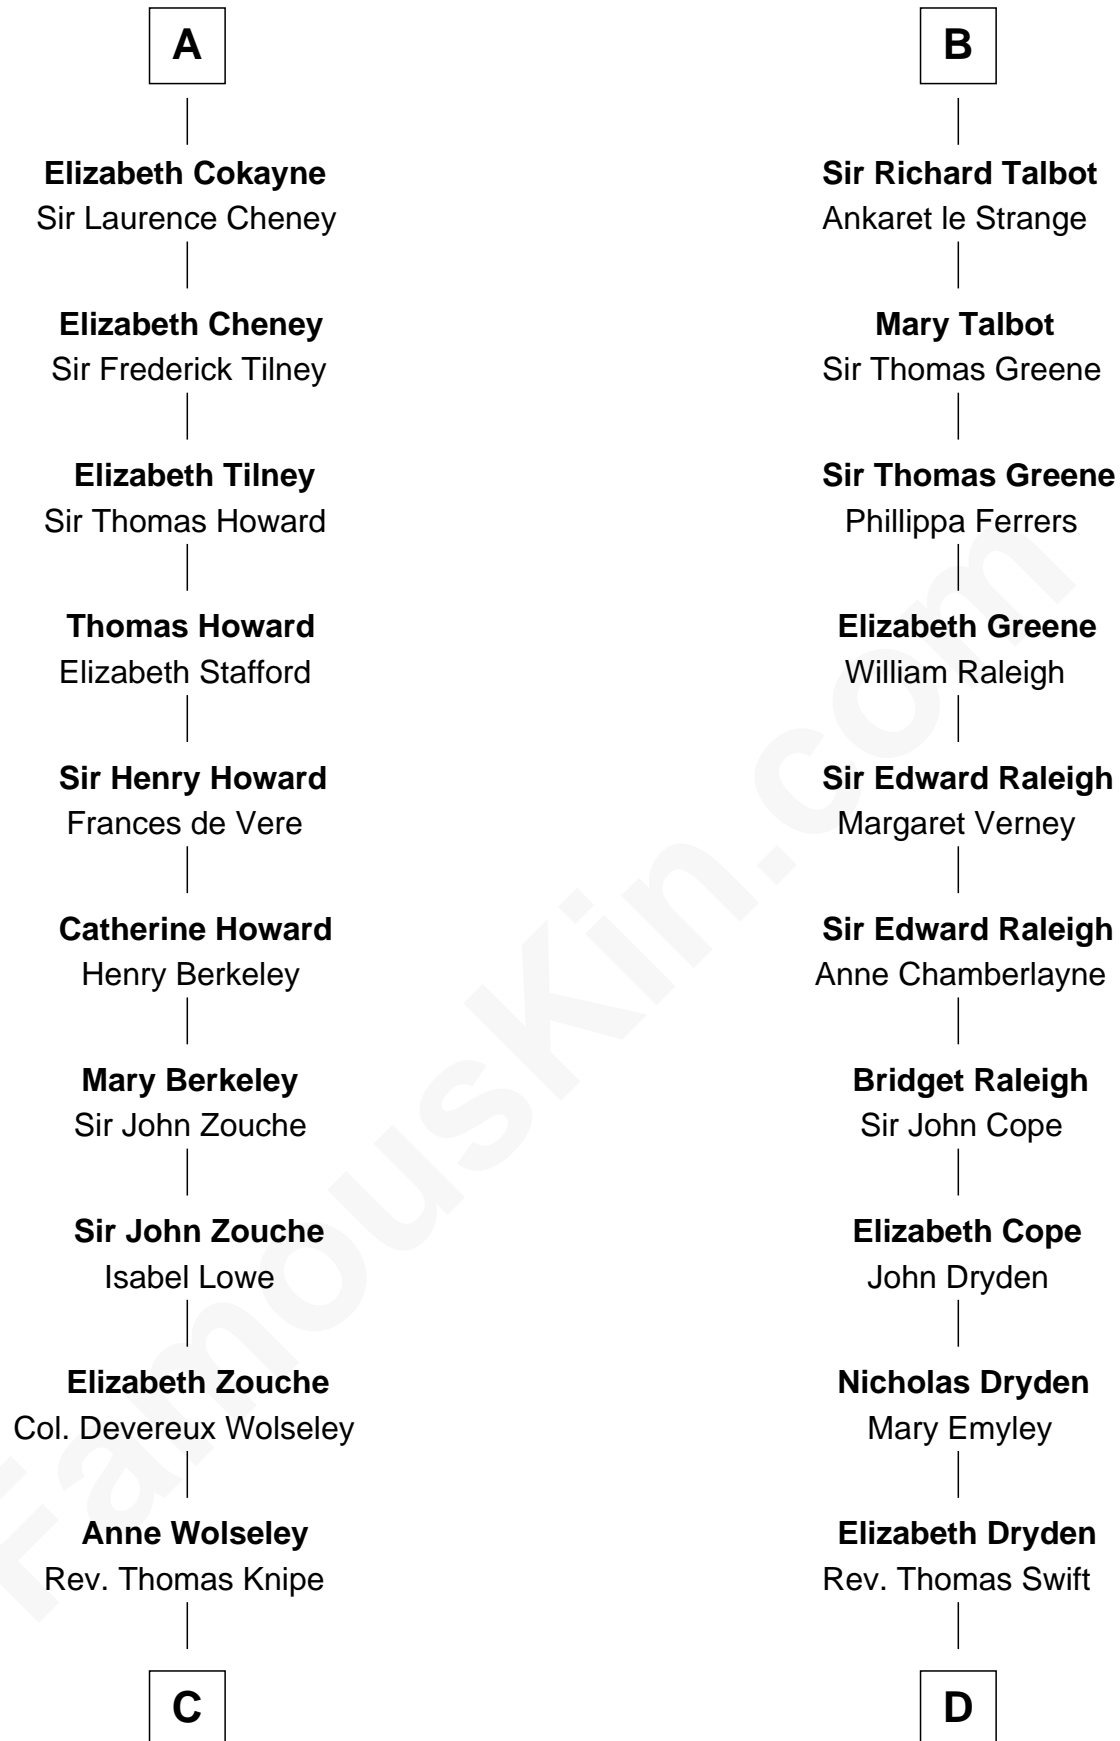 A
Elizabeth Cokayne
Sir Laurence Cheney
Elizabeth Cheney
Sir Frederick Tilney
Elizabeth Tilney
Sir Thomas Howard
Thomas Howard
Elizabeth Stafford
Sir Henry Howard
Frances de Vere
Catherine Howard
Henry Berkeley
Mary Berkeley
Sir John Zouche
Sir John Zouche
Isabel Lowe
Elizabeth Zouche
Col. Devereux Wolseley
Anne Wolseley
Rev. Thomas Knipe
C
B
Sir Richard Talbot
Ankaret le Strange
Mary Talbot
Sir Thomas Greene
Sir Thomas Greene
Phillippa Ferrers
Elizabeth Greene
William Raleigh
Sir Edward Raleigh
Margaret Verney
Sir Edward Raleigh
Anne Chamberlayne
Bridget Raleigh
Sir John Cope
Elizabeth Cope
John Dryden
Nicholas Dryden
Mary Emyley
Elizabeth Dryden
Rev. Thomas Swift
D
FamousKin.com